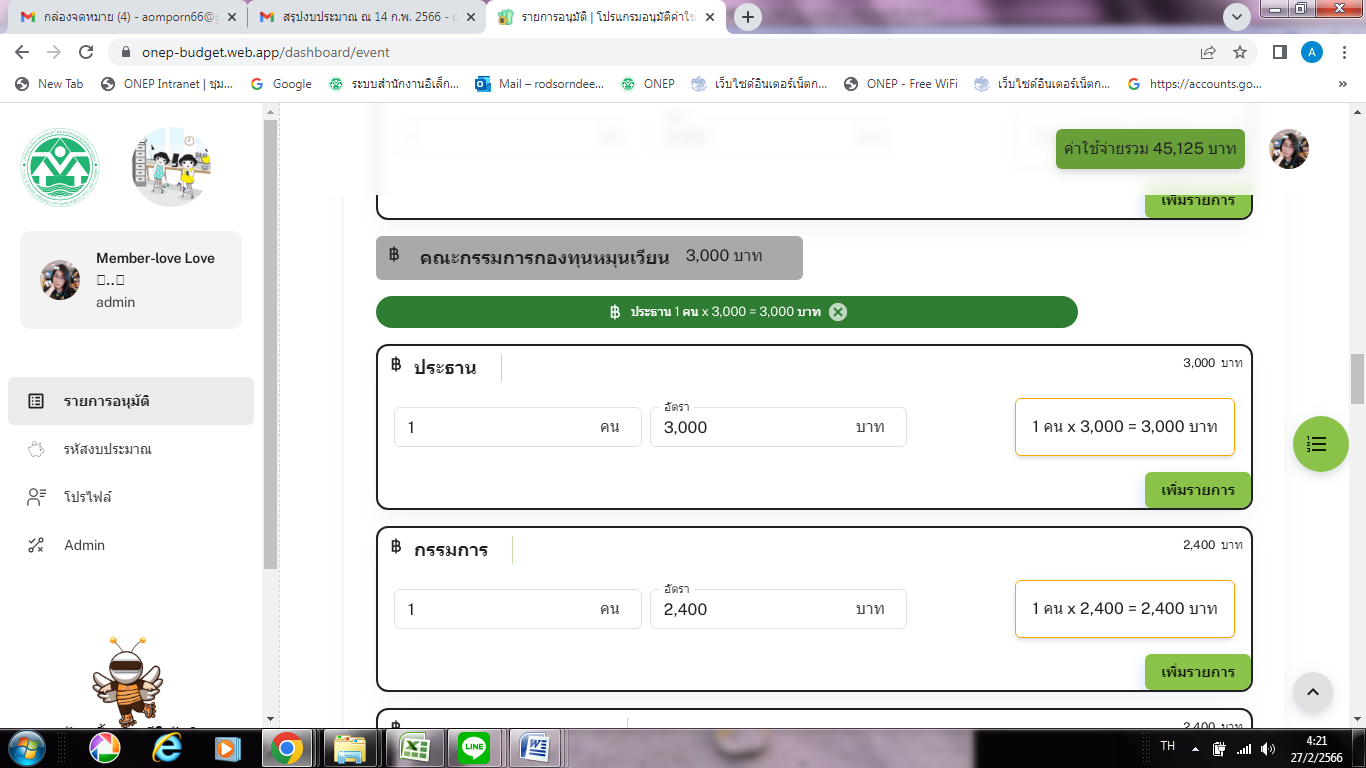 กล่องจดหมาย (4) - aomporn66@g
สรุปงบประมาณ ณ 14 ก.พ. 2566 - c
รายการอนุมัติ | โปรแกรมอนุมัติค่าใช้
onep-budget.web.app/dashboard/event
A
New Tab
ONEP Intranet | ชุม...
Google
ระบบสำนักงานอิเล็ก...
Mail – rodsorndee...
ONEP
เว็บไซต์อินเตอร์เน็ตก...
ONEP - Free WiFi
เว็บไซต์อินเตอร์เน็ตก...
https://accounts.go...
»
ค่าใช้จ่ายรวม 45,125 บาท
เพิ่มรายการ
Member-love Love
..
admin
รายการอนุมัติ
รหัสงบประมาณ
โปรไฟล์
Admin
฿ คณะกรรมการกองทุนหมุนเวียน 3,000 บาท
฿ ประธาน 1 คน x 3,000 = 3,000 บาท
฿ ประธาน
3,000 บาท
1 คน
อัตรา
3,000 บาท
1 คน x 3,000 = 3,000 บาท
เพิ่มรายการ
฿ กรรมการ
2,400 บาท
1 คน
อัตรา
2,400 บาท
1 คน x 2,400 = 2,400 บาท
เพิ่มรายการ
฿
2,400 บาท
TH
4:21
27/2/2566